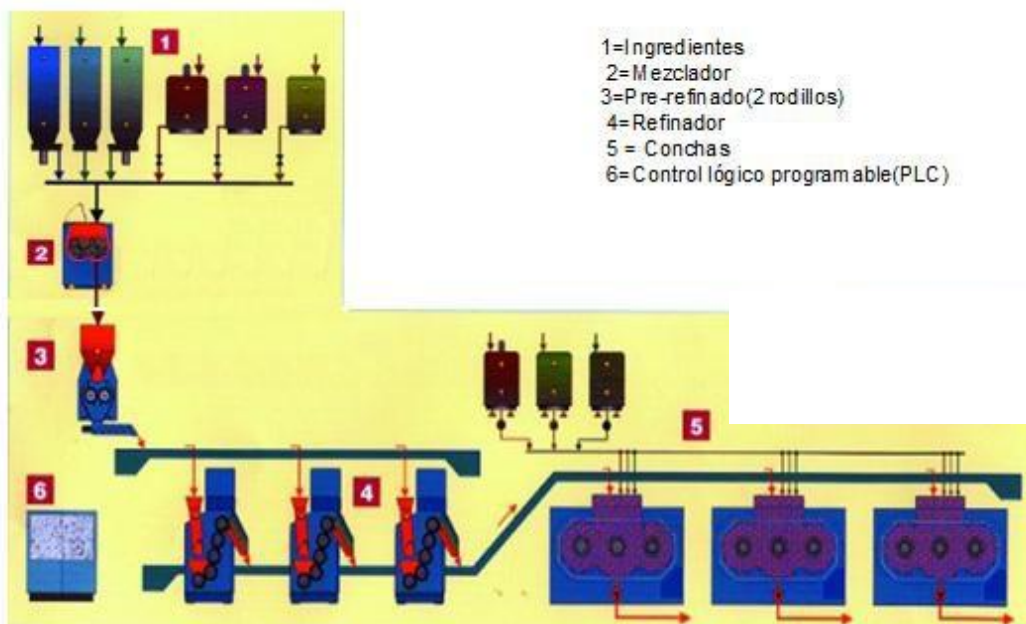 1
1=Ingredientes
2=Mezclador
3=Pre-refinado(2 rodillos)
4=Refinador
5 = Conchas
6=Control lógico programable(PLC)
2
3
5
4
6